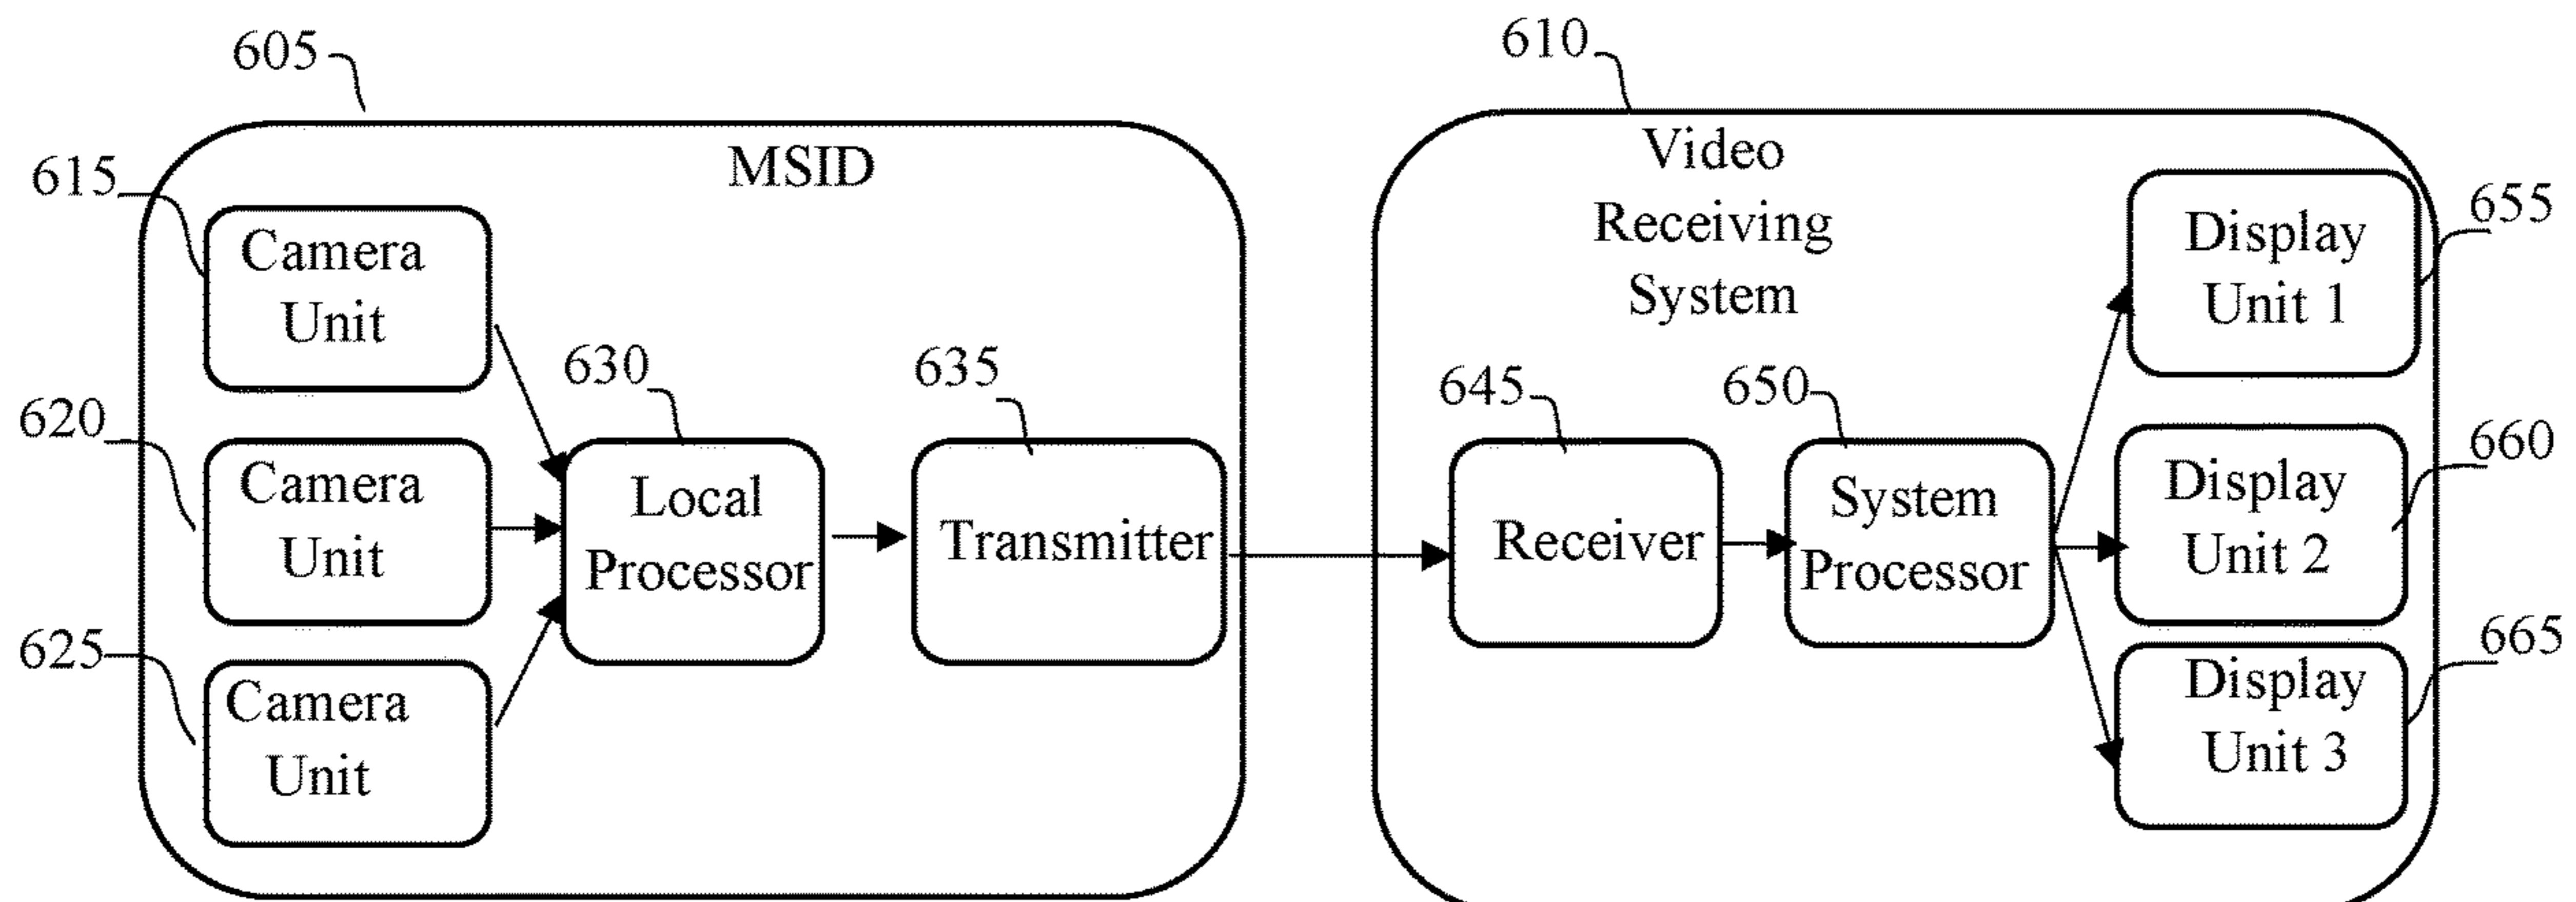 605
610
MSID
Video
Receiving
System
615
Camera
Unit
620
Camera
Unit
625
Camera
Unit
630
Local
Processor
635
Transmitter
645
Receiver
650
System
Processor
655
Display
Unit 1
660
Display
Unit 2
665
Display
Unit 3